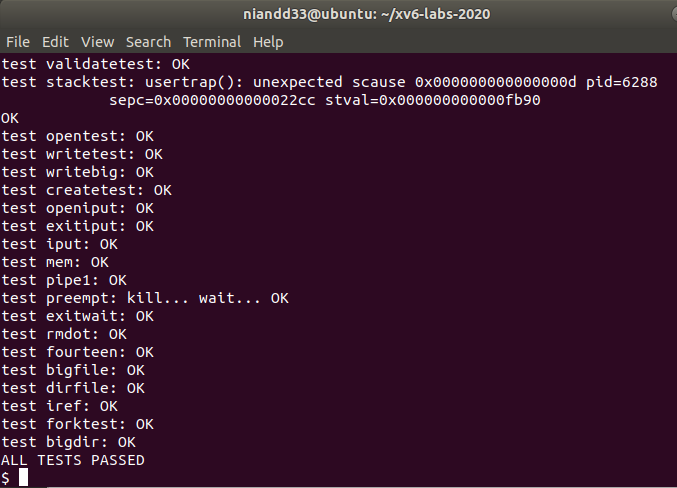 niandd33@ubuntu: ~/xv6-labs-2020
File Edit View Search Terminal Help
test validatetest: OK
test stacktest: usertrap(): unexpected scause 0x000000000000000d pid=6288
            sepc=0x00000000000022cc stval=0x000000000000fb90
OK
test opentest: OK
test writetest: OK
test writebig: OK
test createtest: OK
test openiput: OK
test exitiput: OK
test iput: OK
test mem: OK
test pipe1: OK
test preempt: kill... wait... OK
test exitwait: OK
test rmdot: OK
test fourteen: OK
test bigfile: OK
test dirfile: OK
test iref: OK
test forktest: OK
test bigdir: OK
ALL TESTS PASSED
$